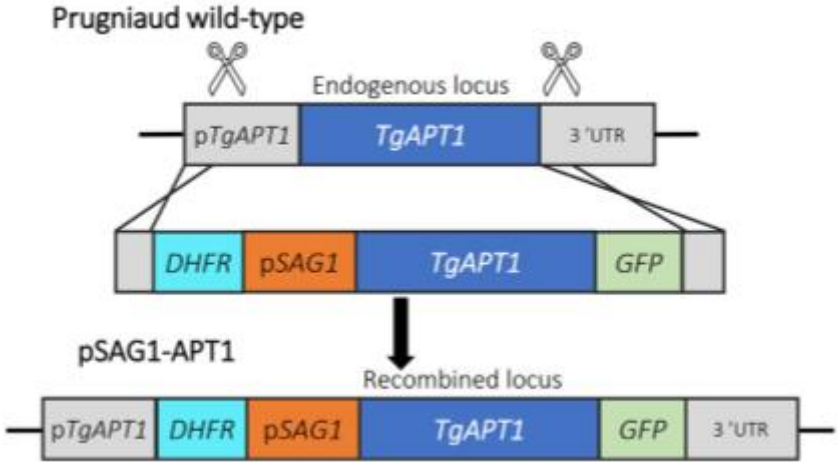 Prugniaud wild-type
Endogenous locus
pTgAPT1 TgAPT1 3 'UTR
DHFR pSAG1 TgAPT1 GFP
pSAG1-APT1
Recombined locus
pTgAPT1 DHFR pSAG1 TgAPT1 GFP 3 'UTR